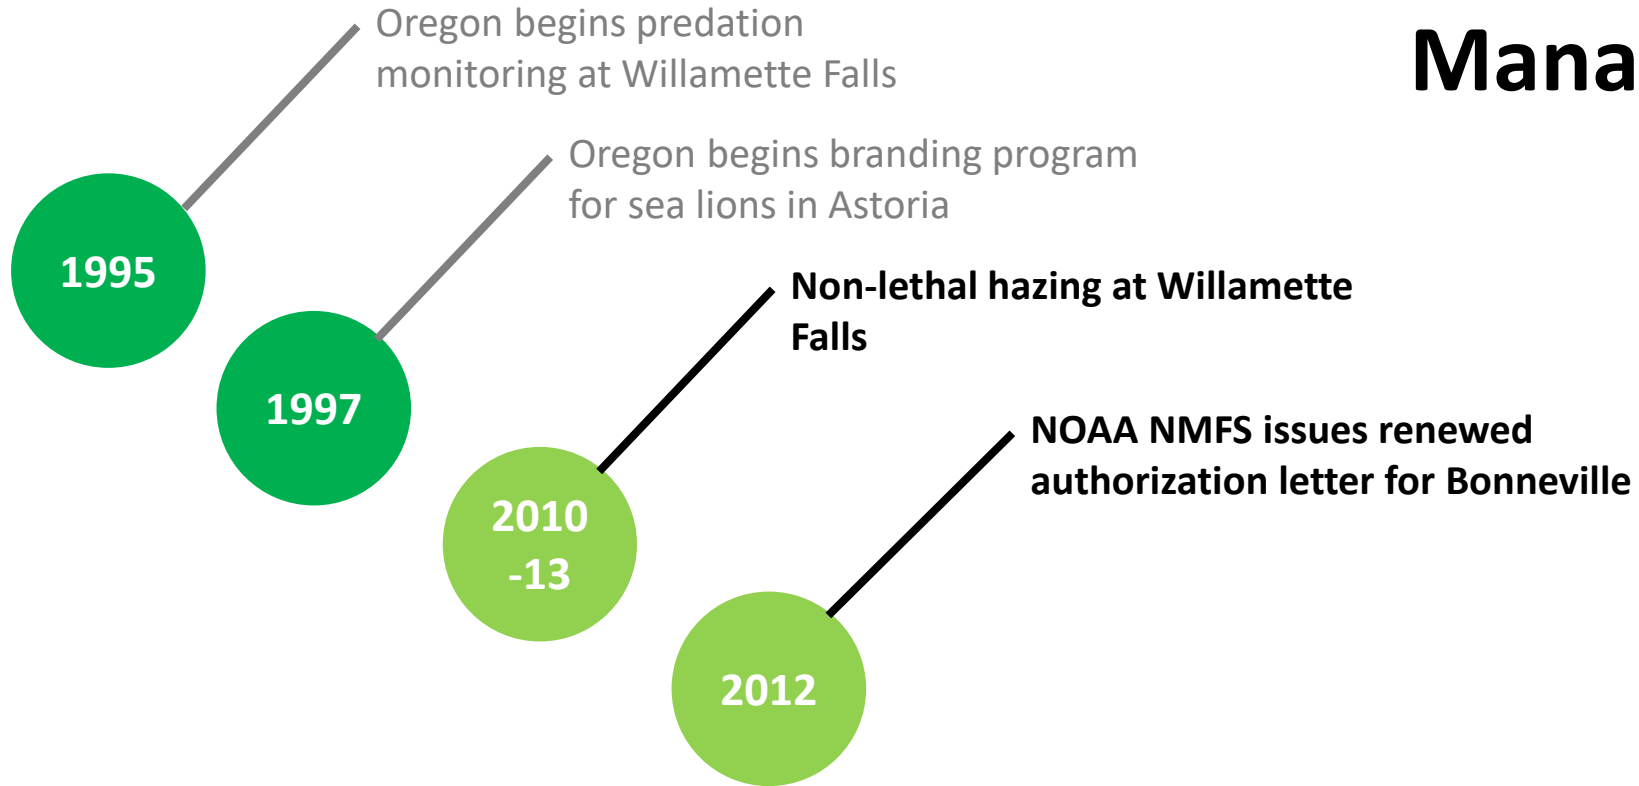 Mana
Oregon begins predation
monitoring at Willamette Falls
1995
Oregon begins branding program
for sea lions in Astoria
1997
Non-lethal hazing at Willamette
Falls
2010
-13
NOAA NMFS issues renewed
authorization letter for Bonneville
2012